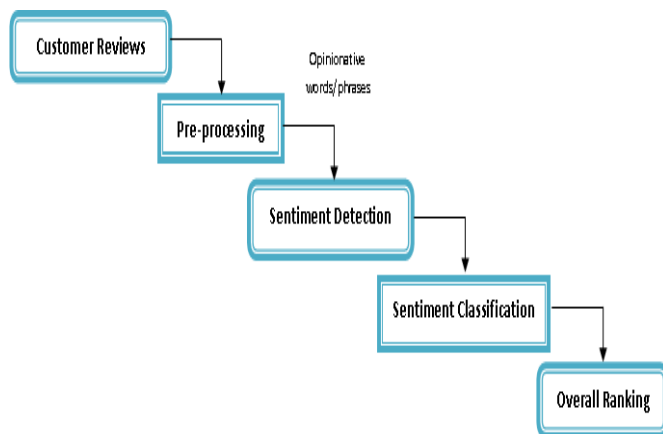 Customer Reviews
Opinionative
words/phrases
Pre-processing
Sentiment Detection
Sentiment Classification
Overall Ranking